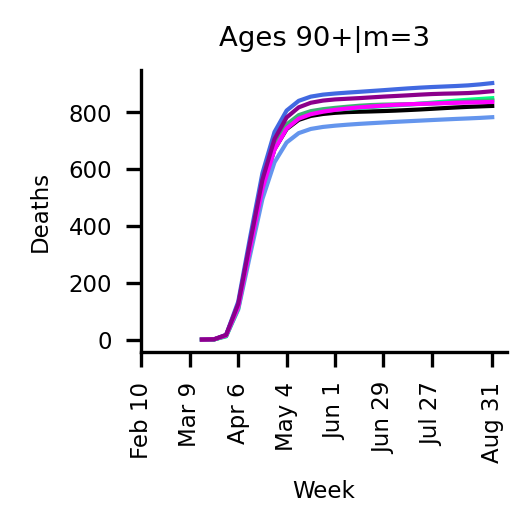 Ages 90+|m=3
Deaths
800
600
400
200
0
Feb 10
Mar 9
Apr 6
May 4
Jun 1
Jun 29
Jul 27
Aug 31
Week